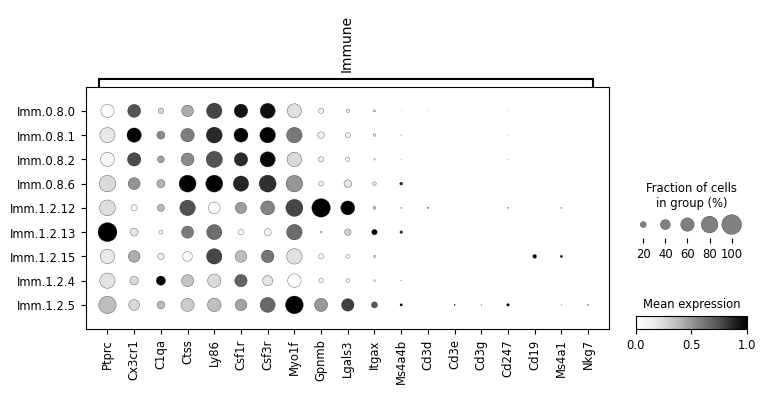 Immune
Imm.0.8.0
Imm.0.8.1
Imm.0.8.2
Imm.0.8.6
Imm.1.2.12
Imm.1.2.13
Imm.1.2.15
Imm.1.2.4
Imm.1.2.5
Ptprc
Cx3cr1
C1qa
Ctss
Ly86
Csf1r
Csf3r
Myo1f
Gpnmb
Lgals3
Itgax
Ms4a4b
Cd3d
Cd3e
Cd3g
Cd247
Cd19
Ms4a1
Nkg7
Fraction of cells
in group (%)
20 40 60 80 100
Mean expression
0.0 0.5 1.0